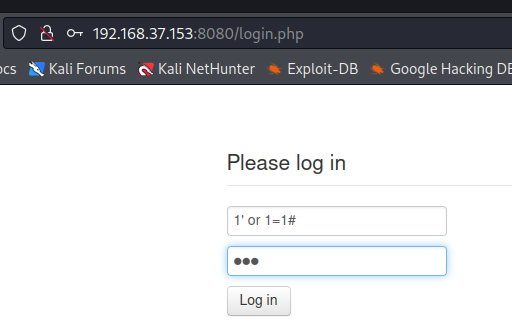 192.168.37.153:8080/login.php
ocs Kali Forums Kali NetHunter Exploit-DB Google Hacking DB
Please log in
1' or 1=1#
●●●
Log in